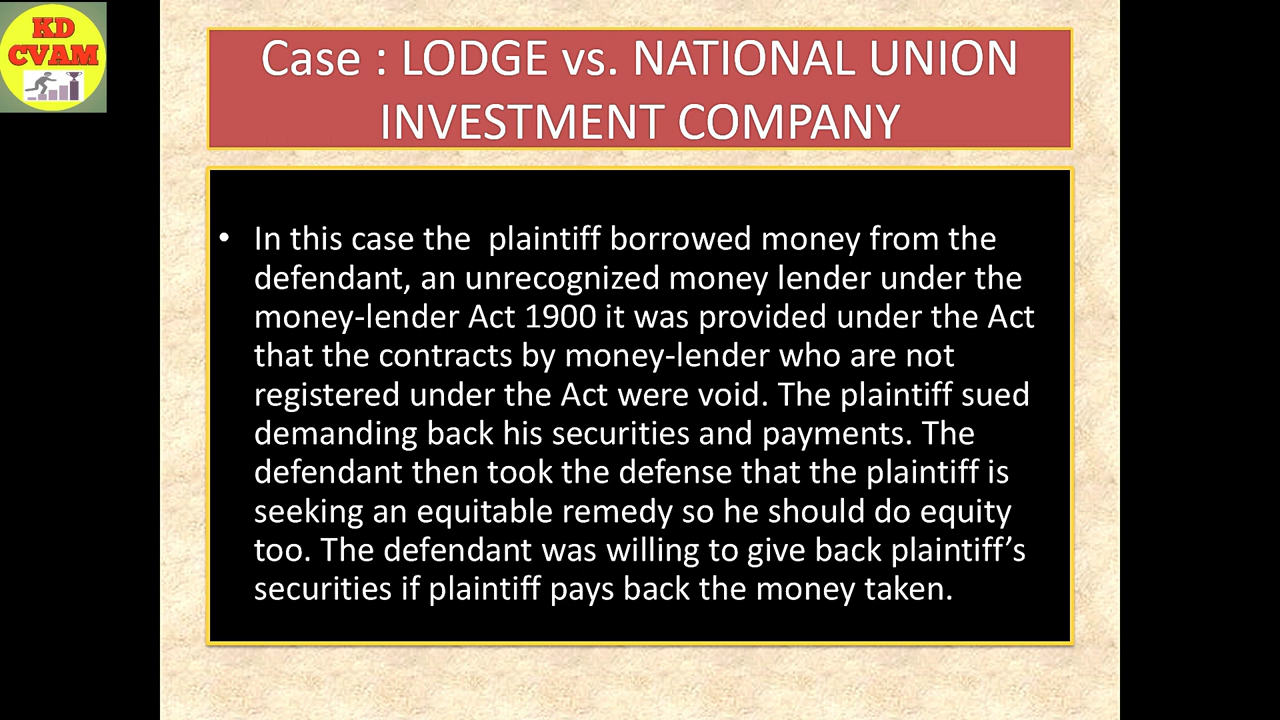 KD
CVAM
Case : LODGE vs. NATIONAL UNION
INVESTMENT COMPANY
• In this case the  plaintiff borrowed money from the
defendant, an unrecognized money lender under the
money-lender Act 1900 it was provided under the Act
that the contracts by money-lender who are not
registered under the Act were void. The plaintiff sued
demanding back his securities and payments. The
defendant then took the defense that the plaintiff is
seeking an equitable remedy so he should do equity
too. The defendant was willing to give back plaintiff’s
securities if plaintiff pays back the money taken.